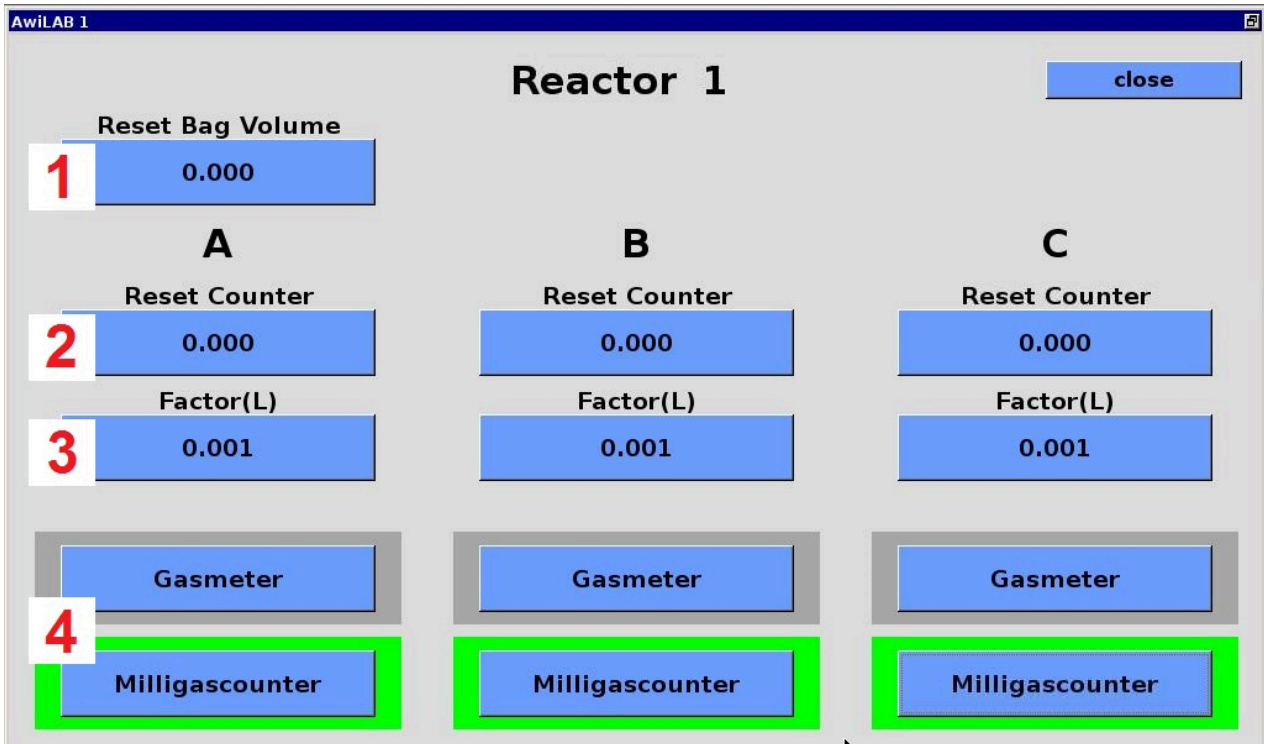 AwiLAB 1
Reactor 1
close
Reset Bag Volume
1
0.000
A B C
Reset Counter Reset Counter Reset Counter
2
0.000 0.000 0.000
Factor(L) Factor(L) Factor(L)
3
0.001 0.001 0.001
Gasmeter Gasmeter Gasmeter
4
Milligascounter Milligascounter Milligascounter